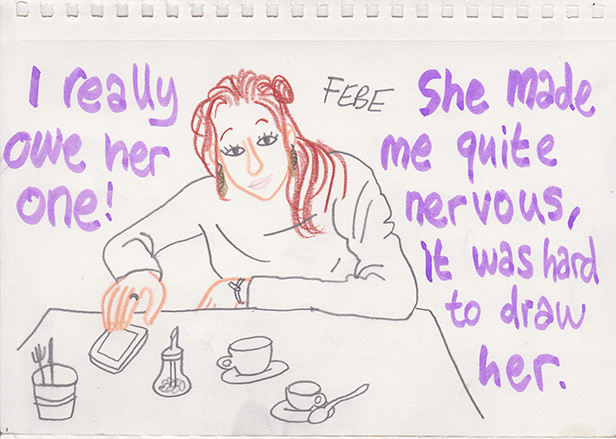 I really
owe her
one!
FEBE
She made
me quite
nervous,
it was hard
to draw
her.